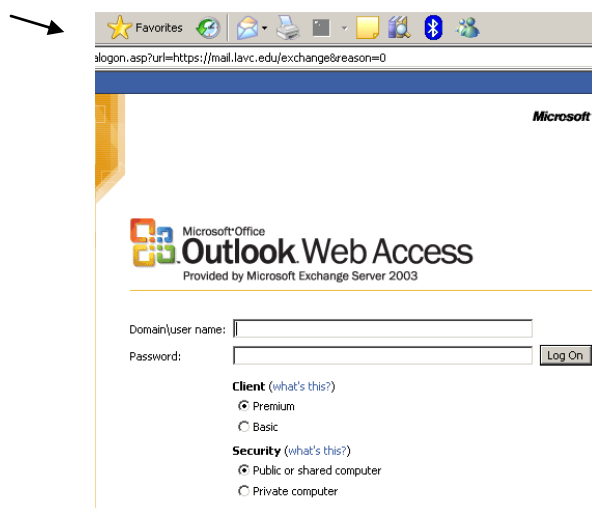 Favorites
alogon.asp?url=https://mail.lavc.edu/exchange&reason=0
Microsoft
Microsoft Office
Outlook Web Access
Provided by Microsoft Exchange Server 2003
Domain\user name:
Password:
Log On
Client (what's this?)
Premium
Basic
Security (what's this?)
Public or shared computer
Private computer